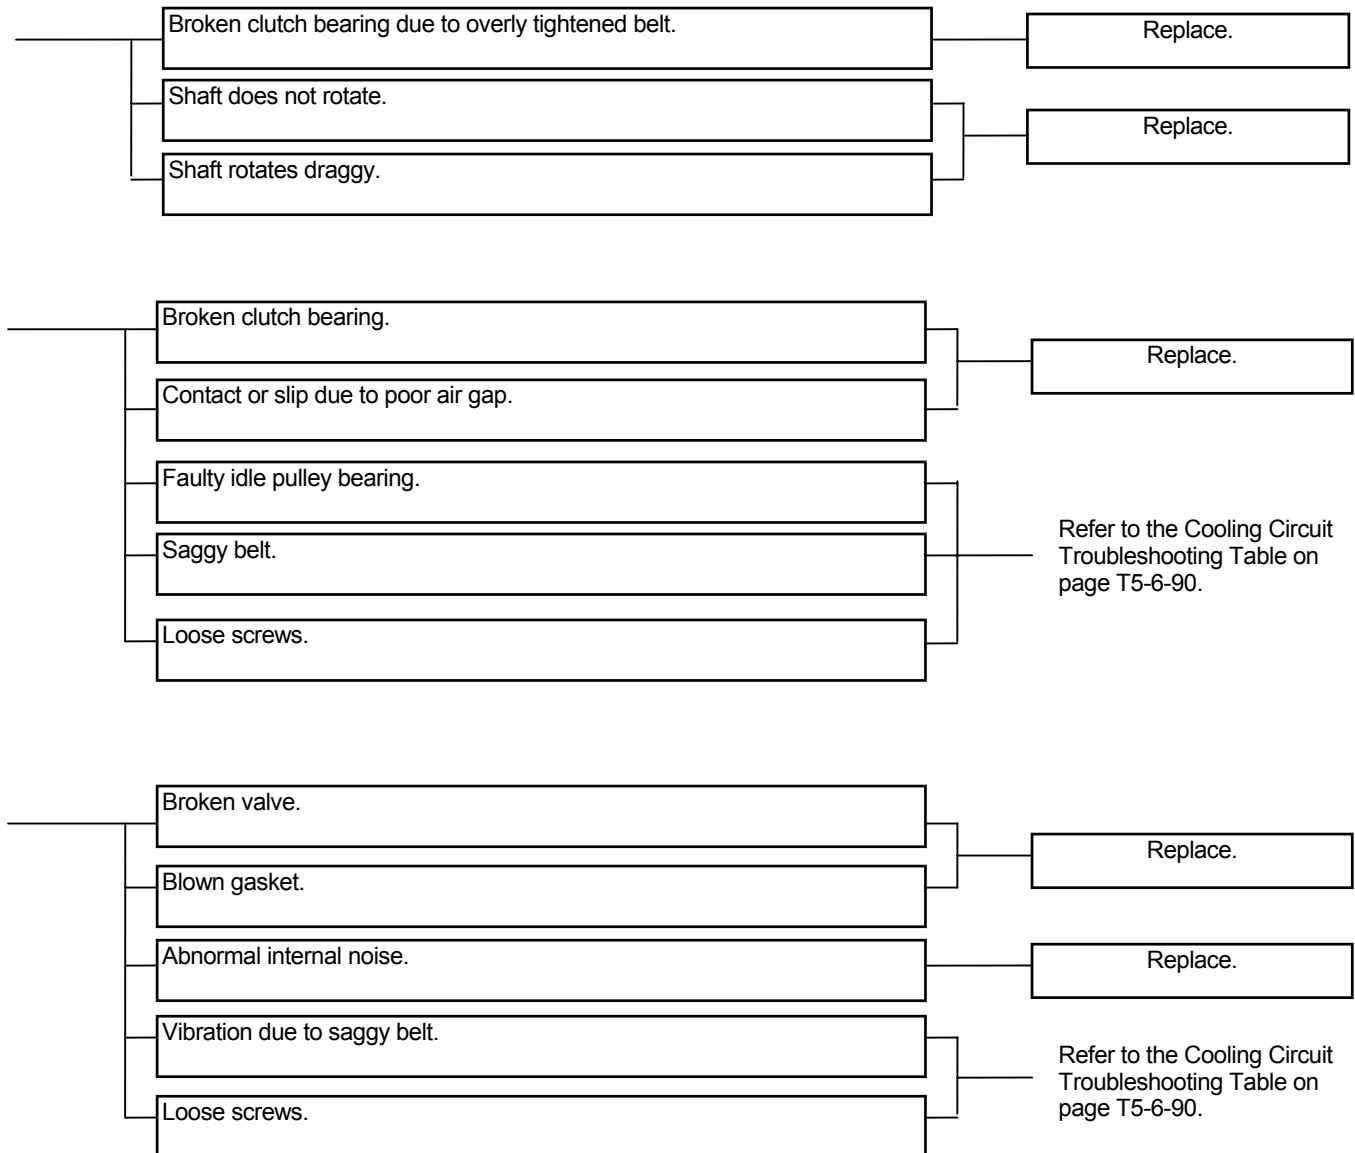 Broken clutch bearing due to overly tightened belt.
Replace.
Shaft does not rotate.
Replace.
Shaft rotates draggy.
Broken clutch bearing.
Replace.
Contact or slip due to poor air gap.
Faulty idle pulley bearing.
Saggy belt.
Refer to the Cooling Circuit
Troubleshooting Table on
page T5-6-90.
Loose screws.
Broken valve.
Replace.
Blown gasket.
Abnormal internal noise.
Replace.
Vibration due to saggy belt.
Refer to the Cooling Circuit
Troubleshooting Table on
page T5-6-90.
Loose screws.